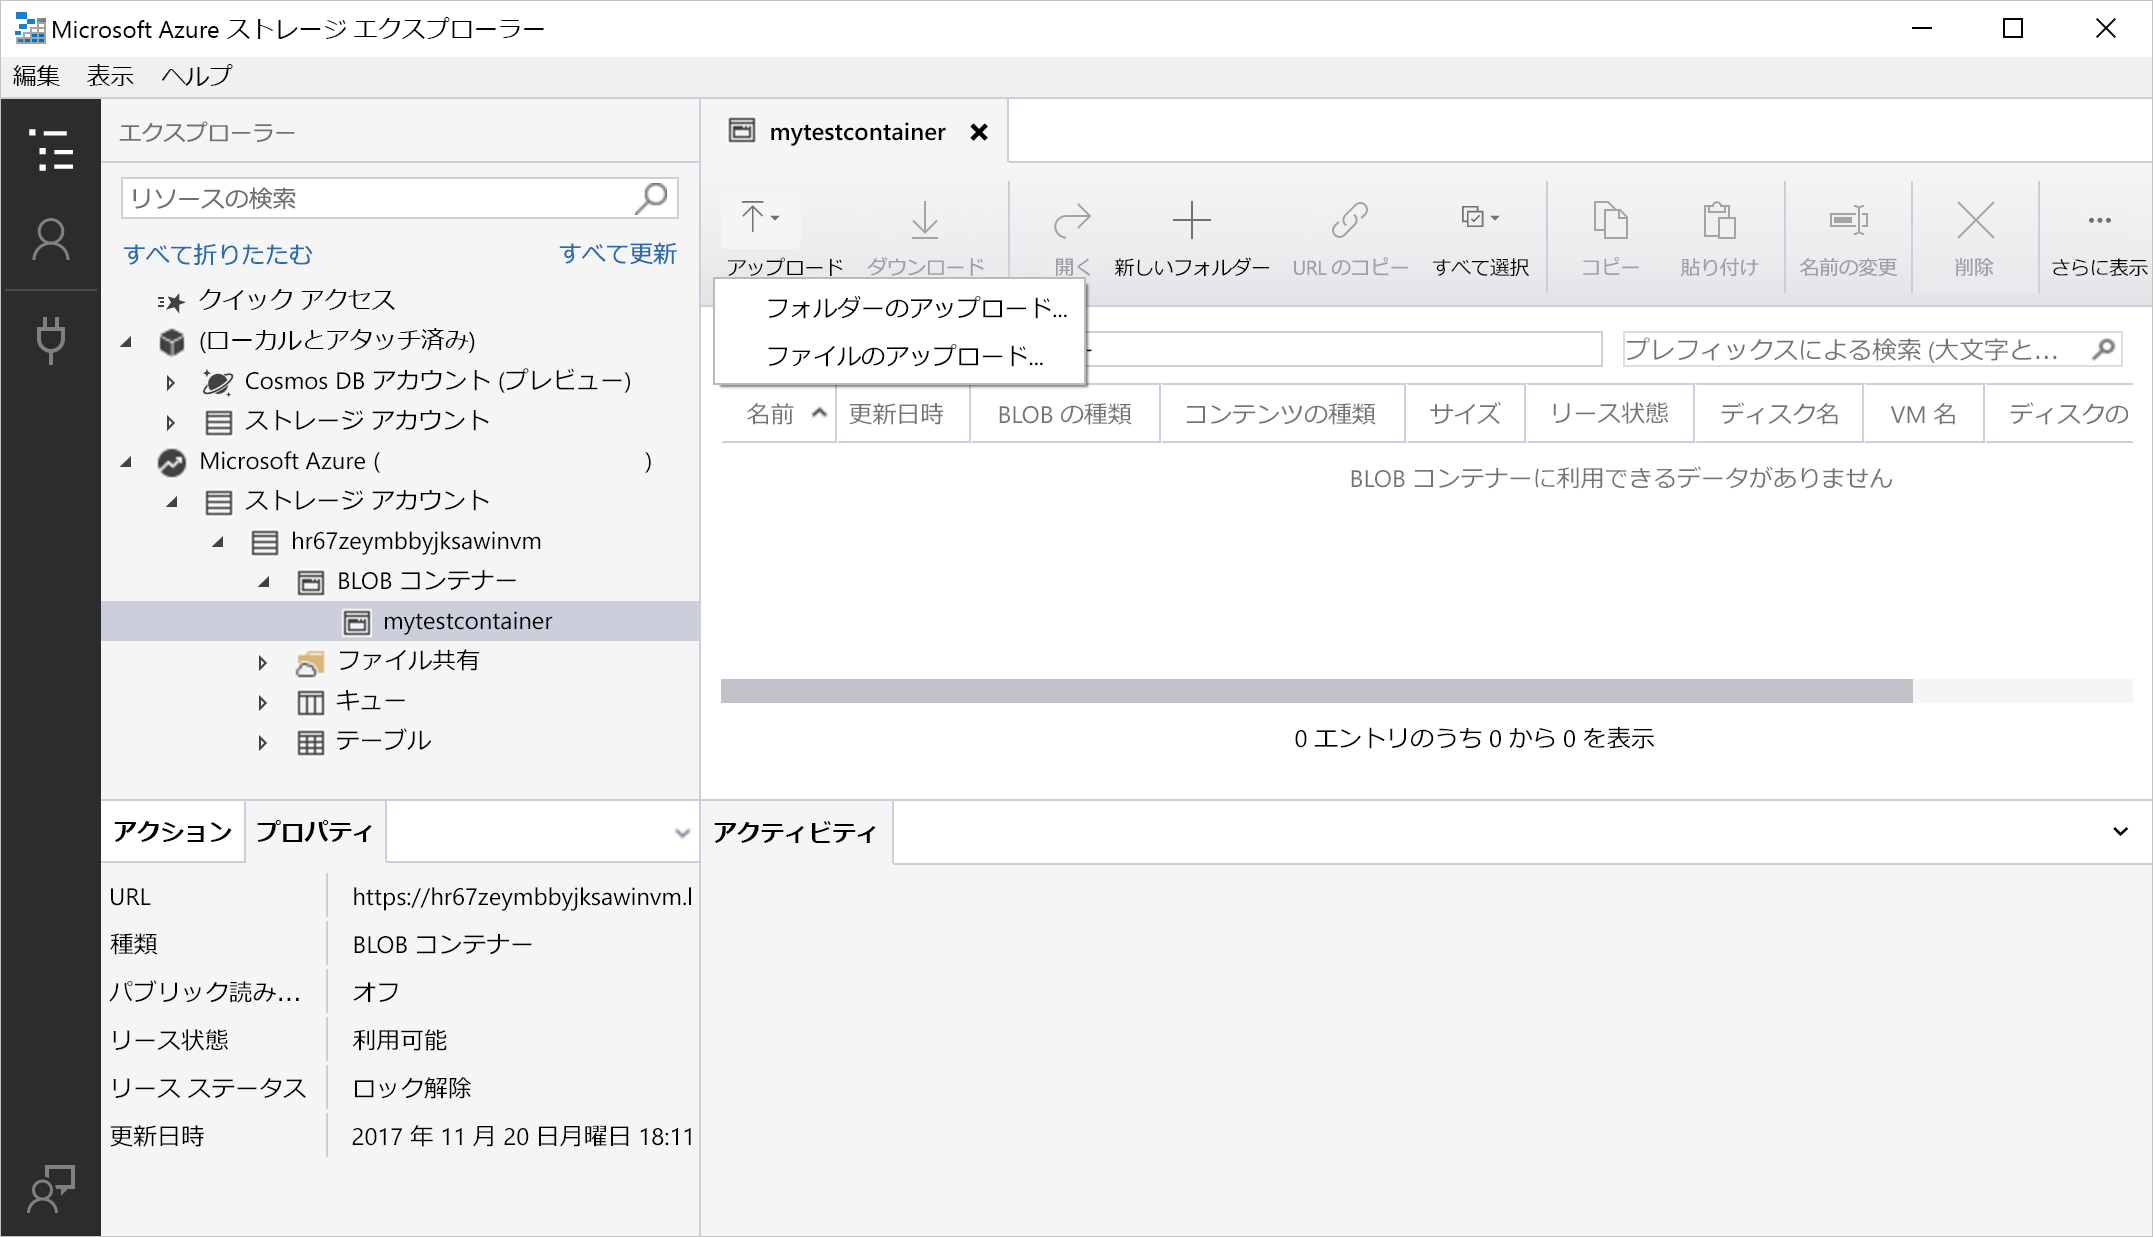 Microsoft Azure ストレージ エクスプローラー
編集 表示 ヘルプ
エクスプローラー
リソースの検索
すべて折りたたむ すべて更新
クイック アクセス
(ローカルとアタッチ済み)
Cosmos DB アカウント (プレビュー)
ストレージ アカウント
Microsoft Azure ( )
ストレージ アカウント
hr67zeymbbyjksawinvm
BLOB コンテナー
mytestcontainer
ファイル共有
キュー
テーブル
アクション プロパティ
URL https://hr67zeymbbyjksawinvm.l
種類 BLOB コンテナー
パブリック読み... オフ
リース状態 利用可能
リース ステータス ロック解除
更新日時 2017 年 11 月 20 日月曜日 18:11
mytestcontainer
アップロード ダウンロード 開く 新しいフォルダー URL のコピー すべて選択 コピー 貼り付け 名前の変更 削除 さらに表示
フォルダーのアップロード...
ファイルのアップロード...
プレフィックスによる検索 (大文字と...
名前 更新日時 BLOB の種類 コンテンツの種類 サイズ リース状態 ディスク名 VM 名 ディスクの
BLOB コンテナーに利用できるデータがありません
0 エントリのうち 0 から 0 を表示
アクティビティ